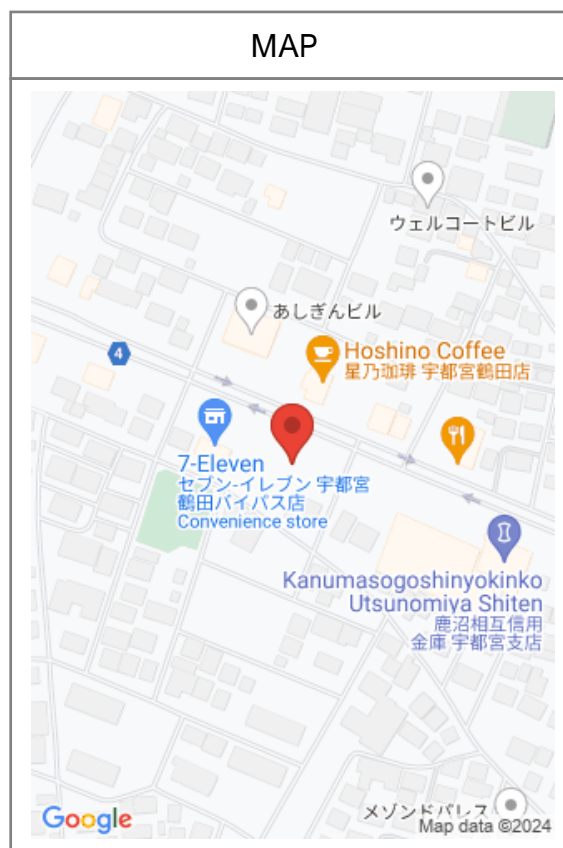 MAP
ウェルコートビル
あしぎんビル
4
Hoshino Coffee
星乃珈琲 宇都宮鶴田店
7-Eleven
セブン-イレブン 宇都宮
鶴田バイパス店
Convenience store
Kanumasogoshinyokinko
Utsunomiya Shiten
鹿沼相互信用
金庫 宇都宮支店
メゾンドパレス
Google
Map data ©2024